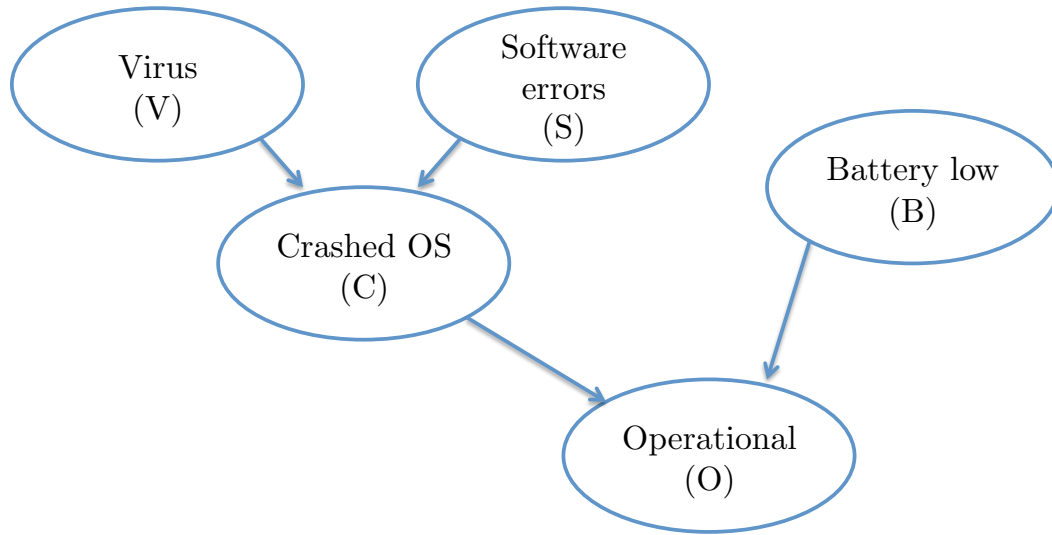 Virus
(V)
Software
errors
(S)
Battery low
(B)
Crashed OS
(C)
Operational
(O)